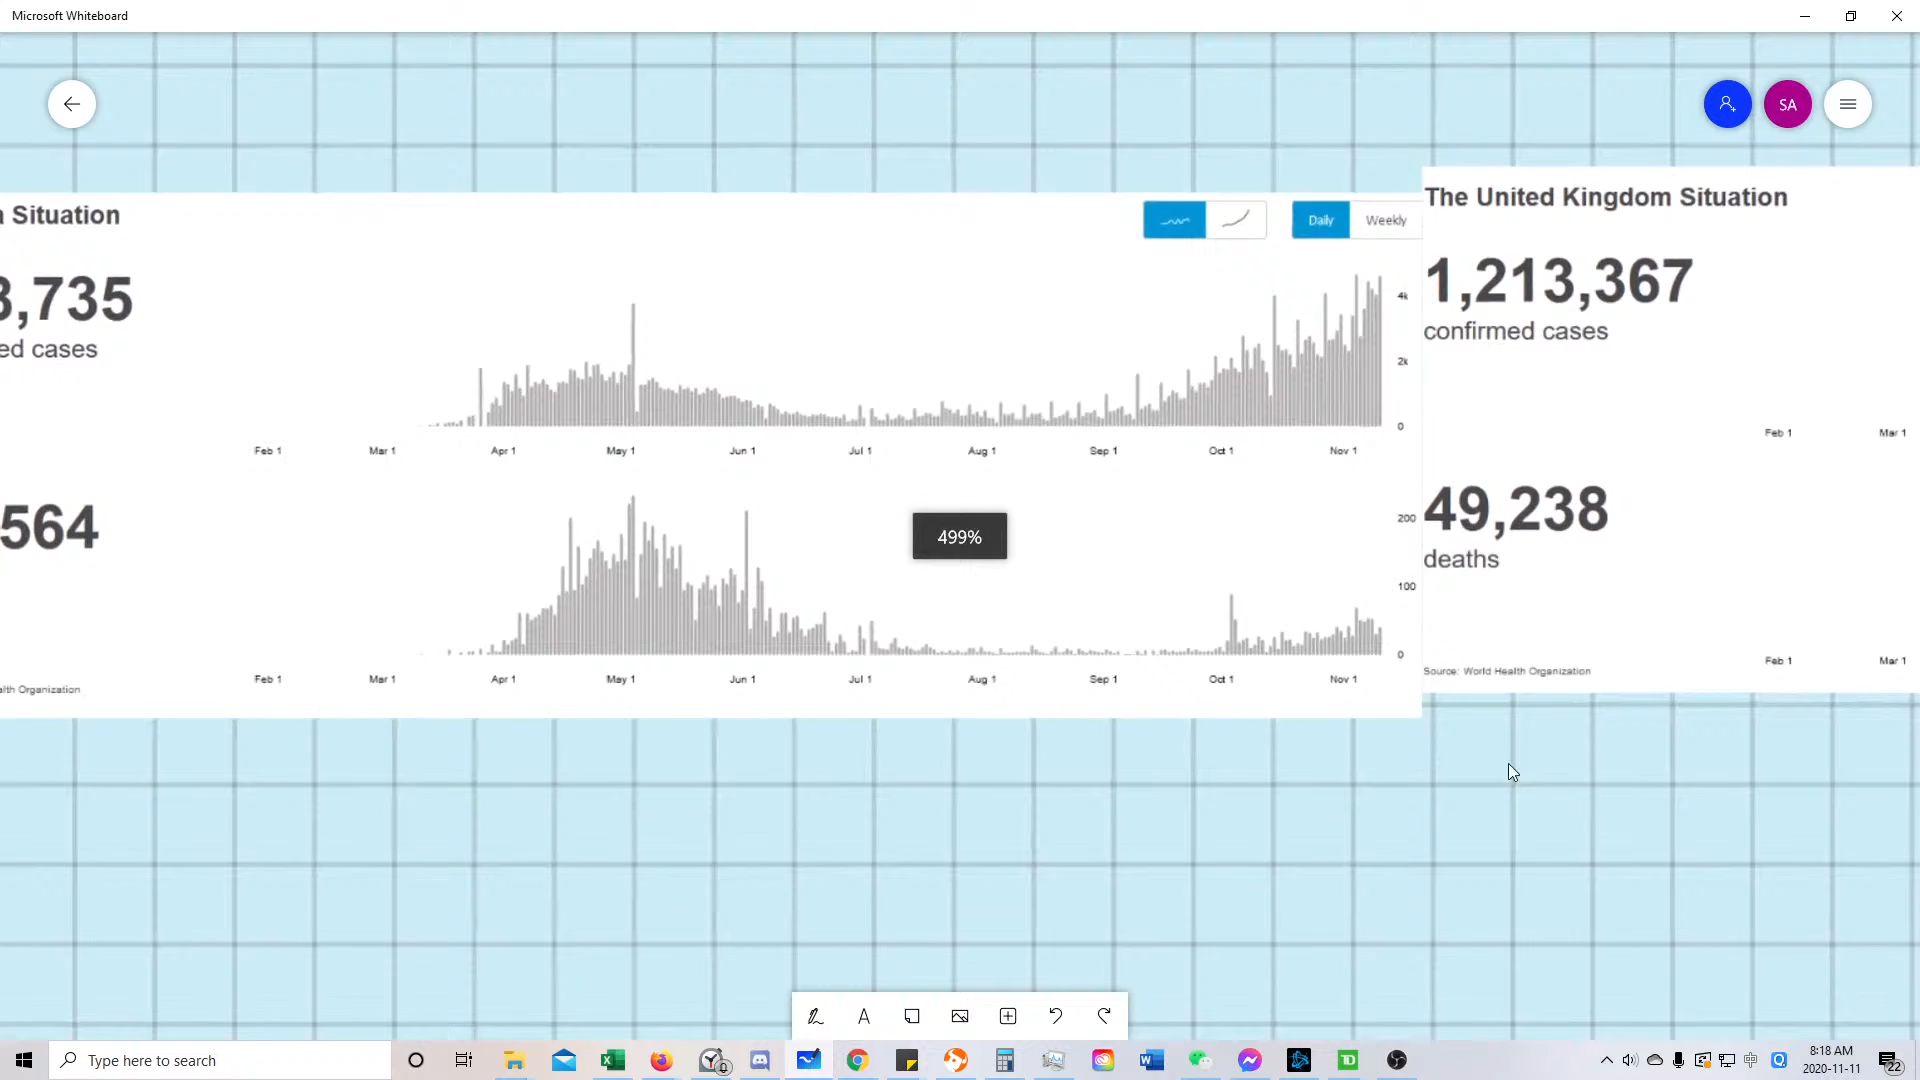 Microsoft Whiteboard
SA
a Situation
3,735
ed cases
Daily
Weekly
4k
2k
0
Feb 1
Mar 1
Apr 1
May 1
Jun 1
Jul 1
Aug 1
Sep 1
Oct 1
Nov 1
564
200
100
0
Feb 1
Mar 1
Apr 1
May 1
Jun 1
Jul 1
Aug 1
Sep 1
Oct 1
Nov 1
alth Organization
499%
The United Kingdom Situation
1,213,367
confirmed cases
Feb 1
Mar 1
49,238
deaths
Feb 1
Mar 1
Source: World Health Organization
Type here to search
8:18 AM
2020-11-11
22